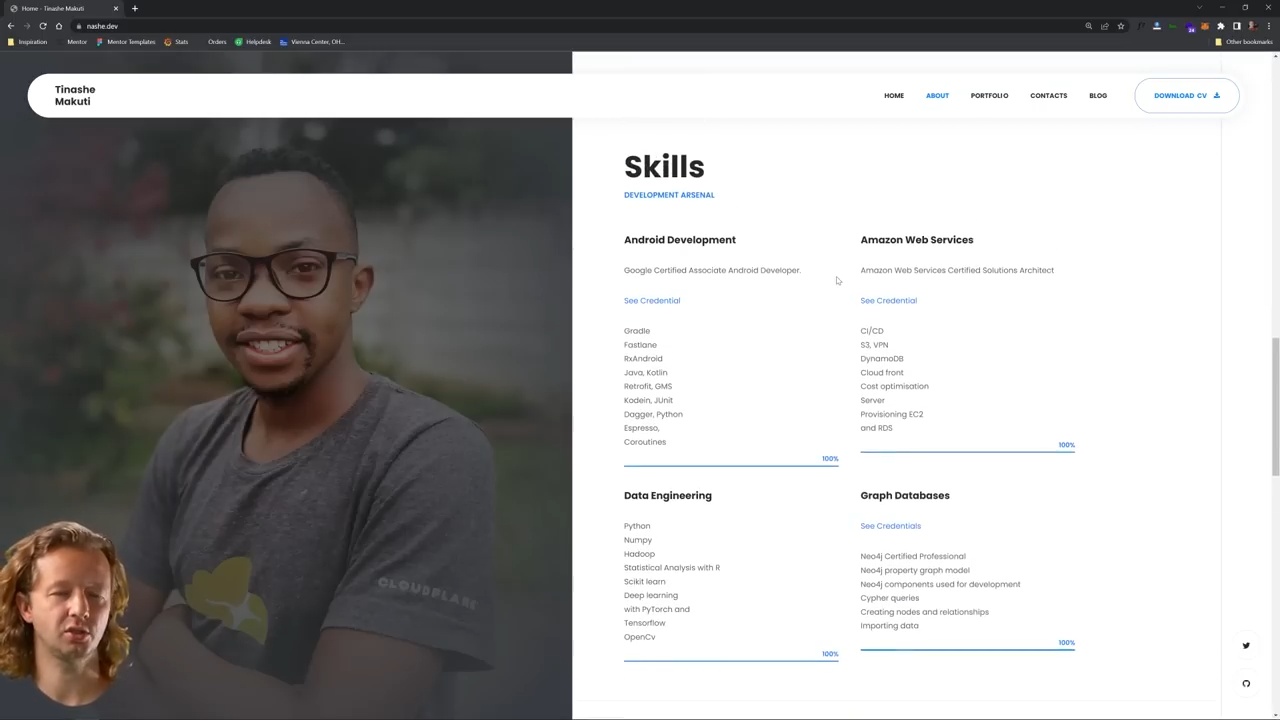 Home - Tinashe Makuti
nashe.dev
Inspiration
Mentor
Mentor Templates
Stats
Orders
Helpdesk
Vienna Center, OH...
Other bookmarks
Tinashe
Makuti
HOME
ABOUT
PORTFOLIO
CONTACTS
BLOG
DOWNLOAD CV
Skills
DEVELOPMENT ARSENAL
Android Development
Google Certified Associate Android Developer.
See Credential
Gradle
Fastlane
RxAndroid
Java, Kotlin
Retrofit, GMS
Kodein, JUnit
Dagger, Python
Espresso,
Coroutines
100%
Amazon Web Services
Amazon Web Services Certified Solutions Architect
See Credential
CI/CD
S3, VPN
DynamoDB
Cloud front
Cost optimisation
Server
Provisioning EC2
and RDS
100%
Data Engineering
Python
Numpy
Hadoop
Statistical Analysis with R
Scikit learn
Deep learning
with PyTorch and
Tensorflow
OpenCv
100%
Graph Databases
See Credentials
Neo4j Certified Professional
Neo4j property graph model
Neo4j components used for development
Cypher queries
Creating nodes and relationships
Importing data
100%